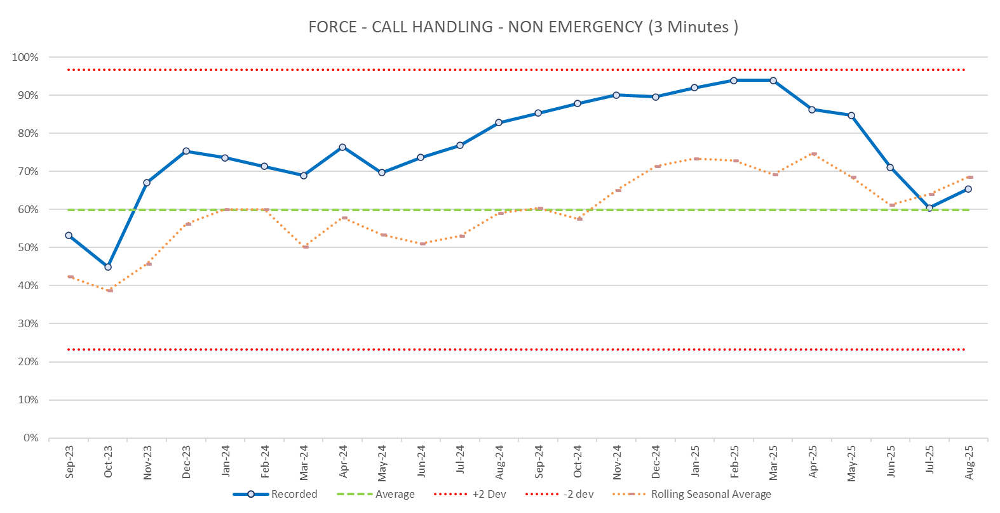 FORCE - CALL HANDLING - NON EMERGENCY (3 Minutes )
100%
90%
80%
70%
60%
50%
40%
30%
20%
10%
0%
Sep-23
Oct-23
Nov-23
Dec-23
Jan-24
Feb-24
Mar-24
Apr-24
May-24
Jun-24
Jul-24
Aug-24
Sep-24
Oct-24
Nov-24
Dec-24
Jan-25
Feb-25
Mar-25
Apr-25
May-25
Jun-25
Jul-25
Aug-25
Recorded
Average
+2 Dev
-2 dev
Rolling Seasonal Average